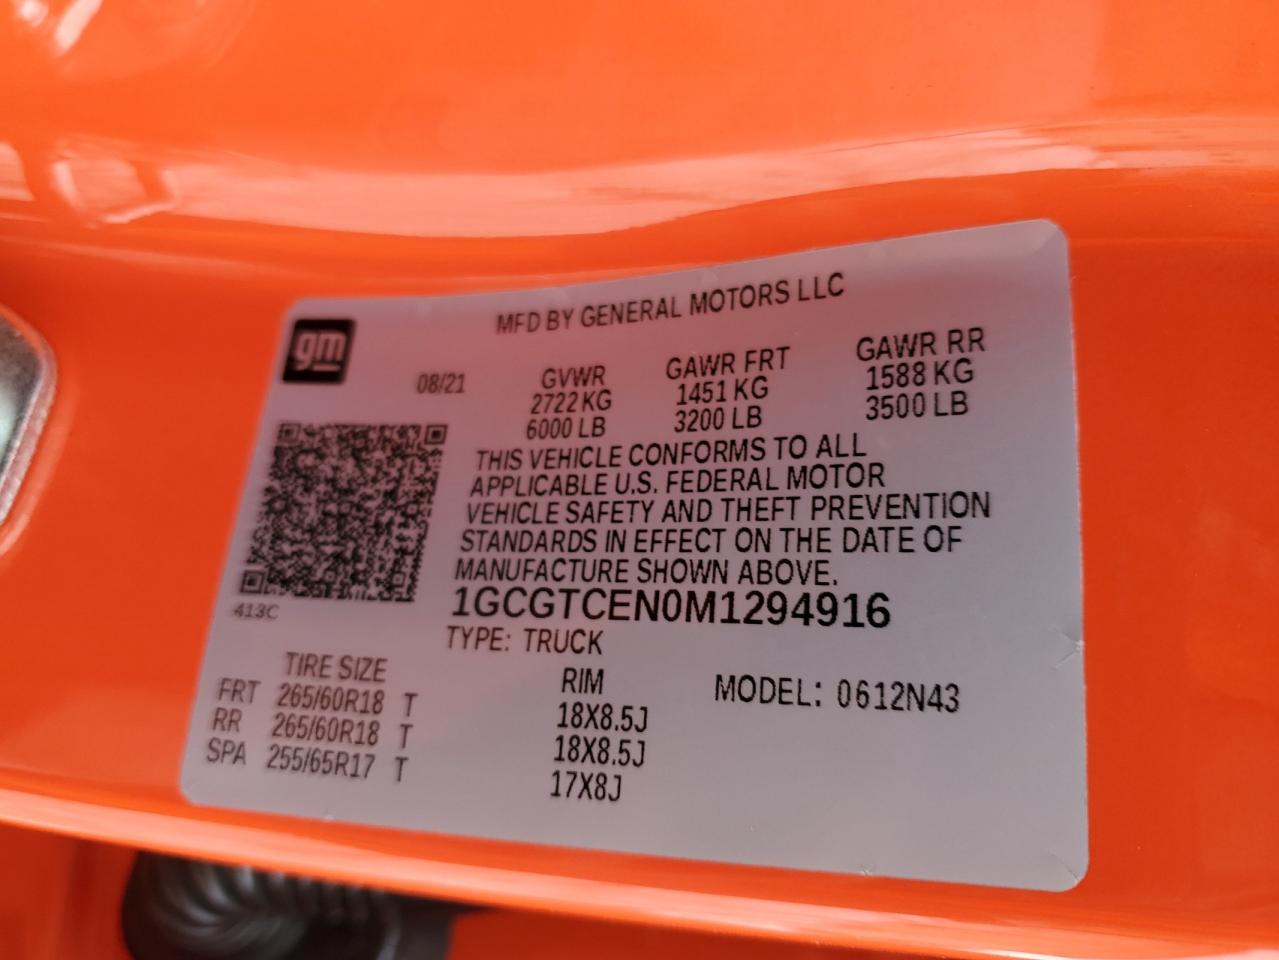 MFD BY GENERAL MOTORS LLC
gm
08/21
GVWR GAWR FRT GAWR RR
2722 KG 1451 KG 1588 KG
6000 LB 3200 LB 3500 LB
THIS VEHICLE CONFORMS TO ALL
APPLICABLE U.S. FEDERAL MOTOR
VEHICLE SAFETY AND THEFT PREVENTION
STANDARDS IN EFFECT ON THE DATE OF
MANUFACTURE SHOWN ABOVE.
413C
1GCGTCEN0M1294916
TYPE: TRUCK
TIRE SIZE RIM MODEL: 0612N43
FRT 265/60R18 T 18X8.5J
RR 265/60R18 T 18X8.5J
SPA 255/65R17 T 17X8J